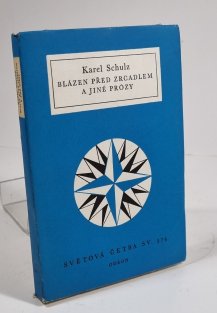 Karel Schulz
BLÁZEN PŘED ZRCADLEM
A JINÉ PRÓZY
SVĚTOVÁ ČETBA SV. 374
ODEON